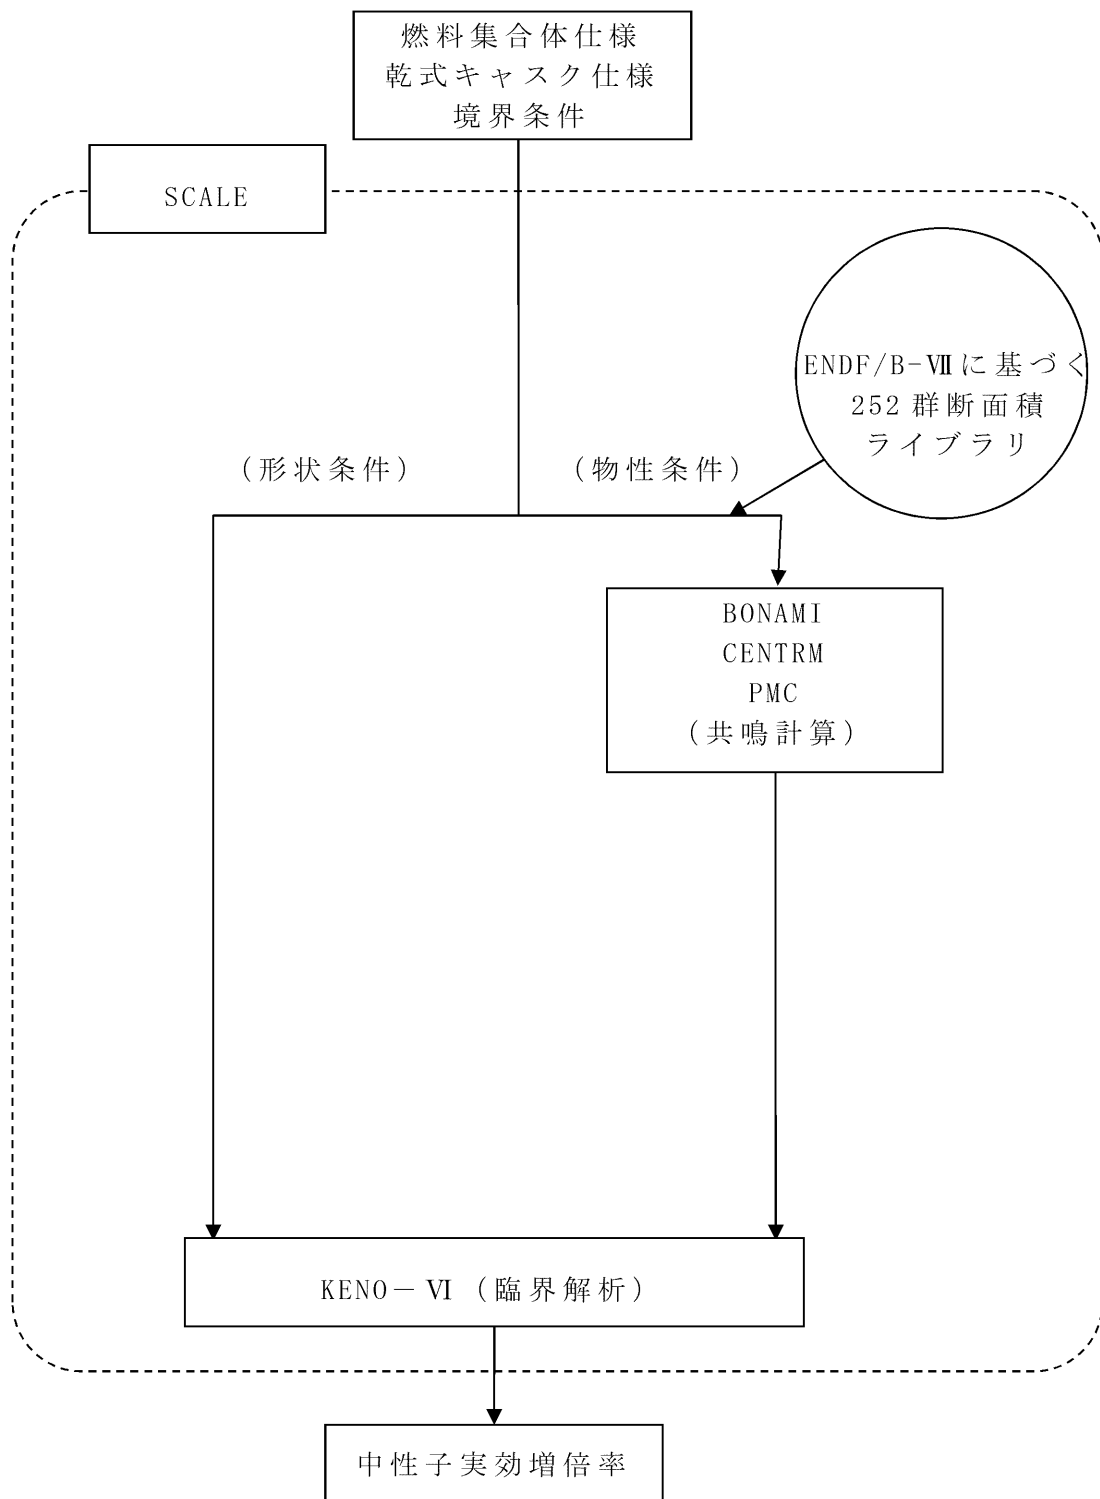 燃料集合体仕様
乾式キャスク仕様
境界条件
SCALE
ENDF/B-Ⅶに基づく
252群断面積
ライブラリ
(形状条件)
(物性条件)
BONAMI
CENTRM
PMC
(共鳴計算)
KENO－Ⅵ(臨界解析)
中性子実効増倍率